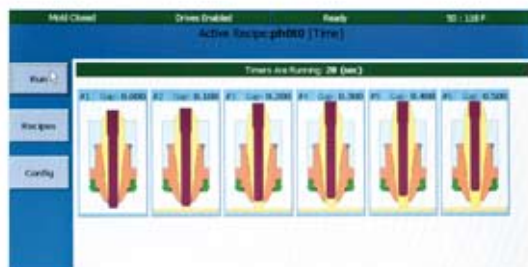 Mold Closed Drives Enabled Ready
Active Recipe: [Time]
Timers Are Running: 20 (sec)
Run
#1 Gap: 0.000 #2 Gap: 0.100 #3 Gap: 0.200 #4 Gap: 0.300 #5 Gap: 0.400 #6 Gap: 0.500
Recipes
Config